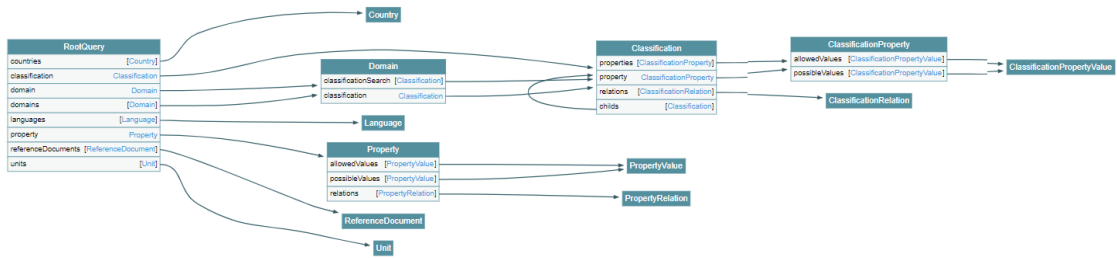 Country
RootQuery
countries [Country]
classification Classification
domain Domain
domains [Domain]
languages [Language]
property Property
referenceDocuments [ReferenceDocument]
units [Unit]
Domain
classificationSearch [Classification]
classification Classification
Language
Property
allowedValues [PropertyValue]
possibleValues [PropertyValue]
relations [PropertyRelation]
ReferenceDocument
Unit
Classification
properties [ClassificationProperty]
property ClassificationProperty
relations [ClassificationRelation]
childs [Classification]
PropertyValue
PropertyRelation
ClassificationProperty
allowedValues [ClassificationPropertyValue]
possibleValues [ClassificationPropertyValue]
ClassificationRelation
ClassificationPropertyValue